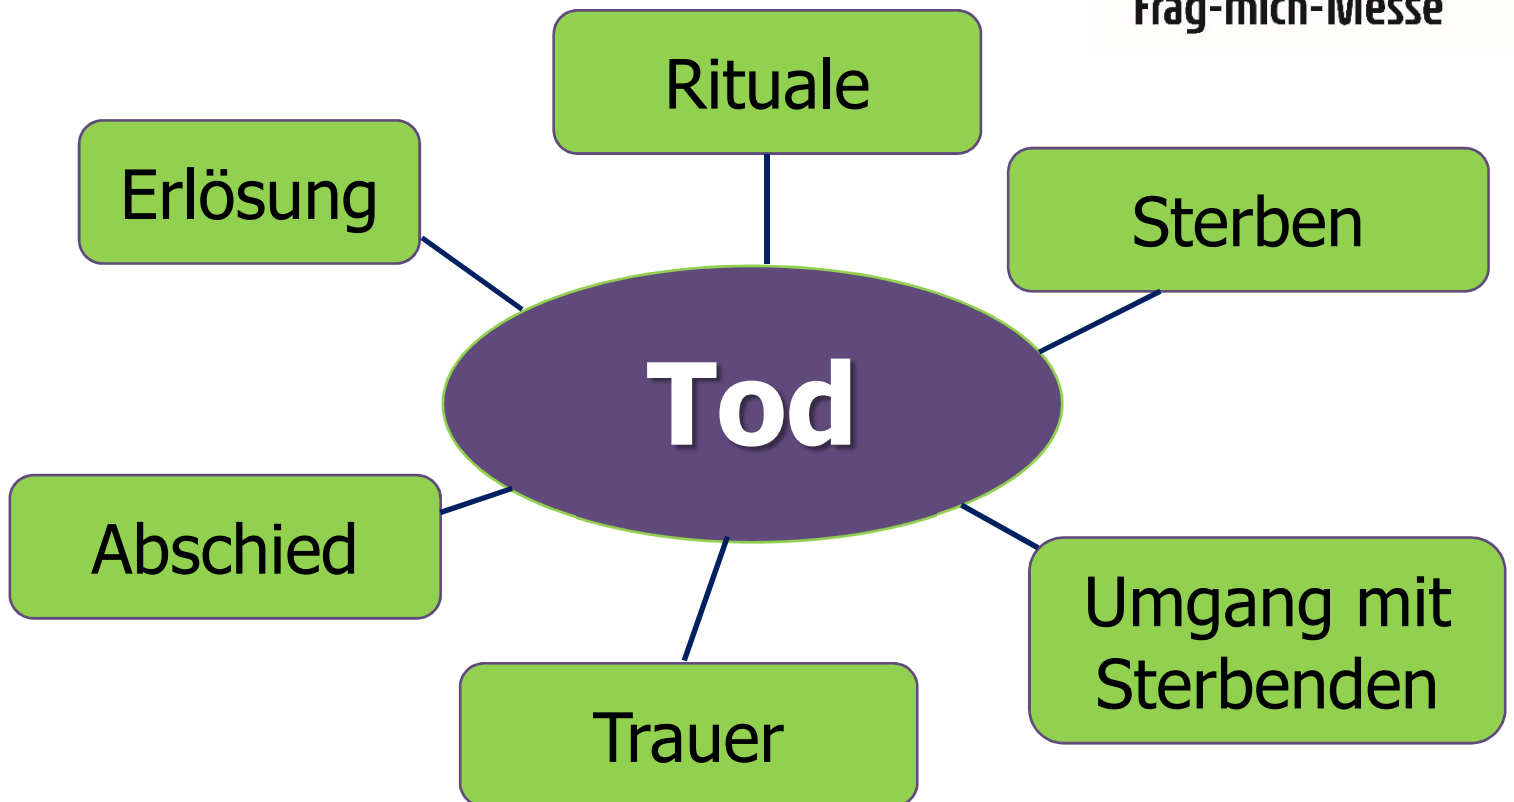 Frag-mich-Messe
Rituale
Erlösung
Sterben
Tod
Abschied
Umgang mit
Sterbenden
Trauer